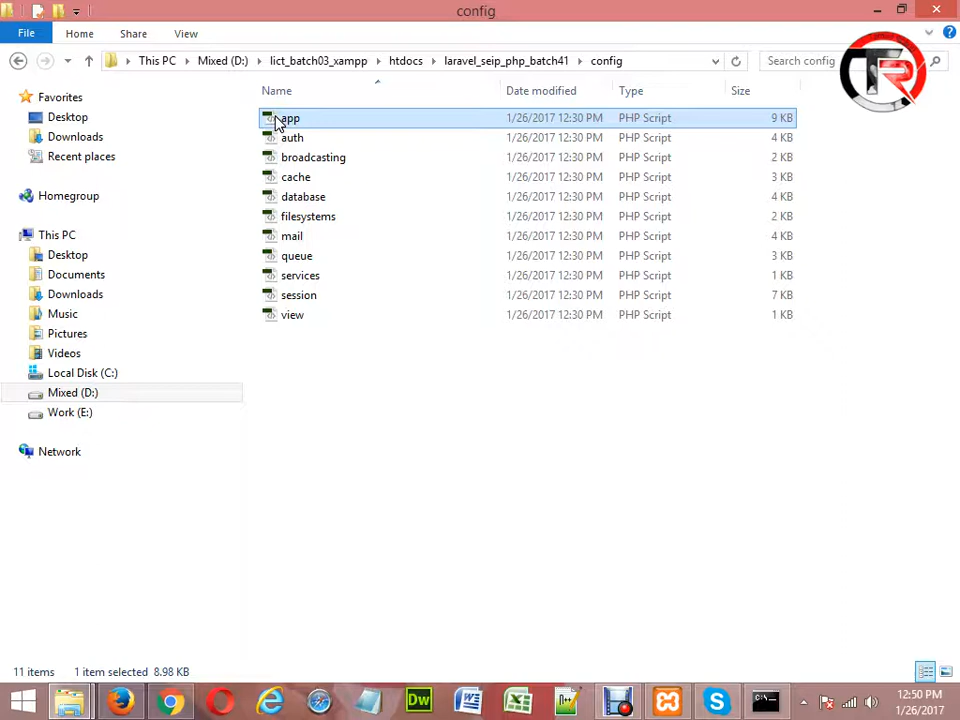 config
File Home Share View
This PC Mixed (D:) lict_batch03_xampp htdocs laravel_seip_php_batch41 config Search config
TR
Name Date modified Type Size
Favorites
Desktop
Downloads
Recent places
Homegroup
This PC
Desktop
Documents
Downloads
Music
Pictures
Videos
Local Disk (C:)
Mixed (D:)
Work (E:)
Network
app 1/26/2017 12:30 PM PHP Script 9 KB
auth 1/26/2017 12:30 PM PHP Script 4 KB
broadcasting 1/26/2017 12:30 PM PHP Script 2 KB
cache 1/26/2017 12:30 PM PHP Script 3 KB
database 1/26/2017 12:30 PM PHP Script 4 KB
filesystems 1/26/2017 12:30 PM PHP Script 2 KB
mail 1/26/2017 12:30 PM PHP Script 4 KB
queue 1/26/2017 12:30 PM PHP Script 3 KB
services 1/26/2017 12:30 PM PHP Script 1 KB
session 1/26/2017 12:30 PM PHP Script 7 KB
view 1/26/2017 12:30 PM PHP Script 1 KB
11 items 1 item selected 8.98 KB
Dw
12:50 PM
1/26/2017